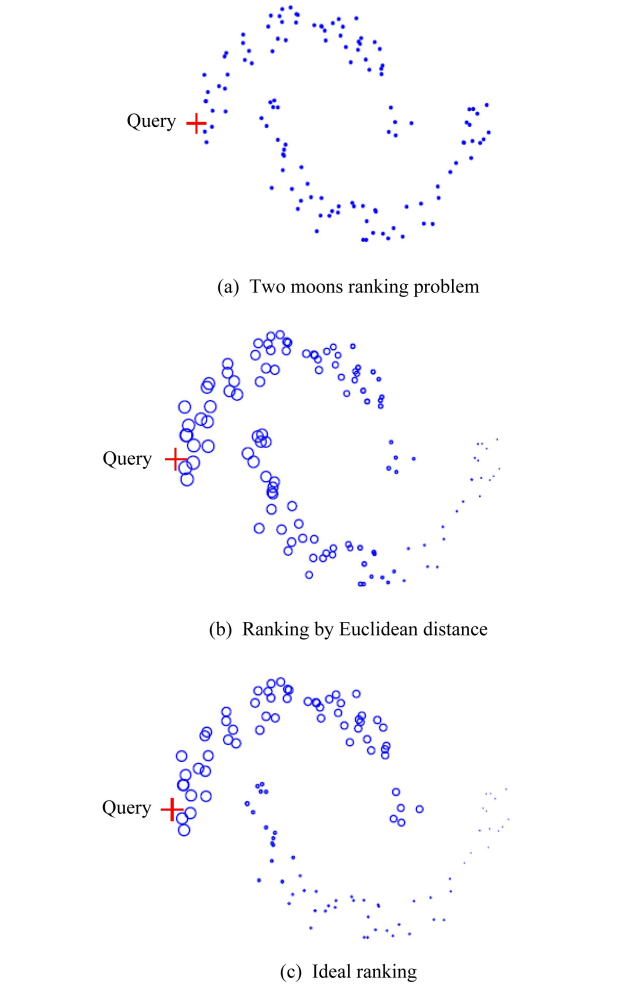 Query
(a) Two moons ranking problem
Query
(b) Ranking by Euclidean distance
Query
(c) Ideal ranking